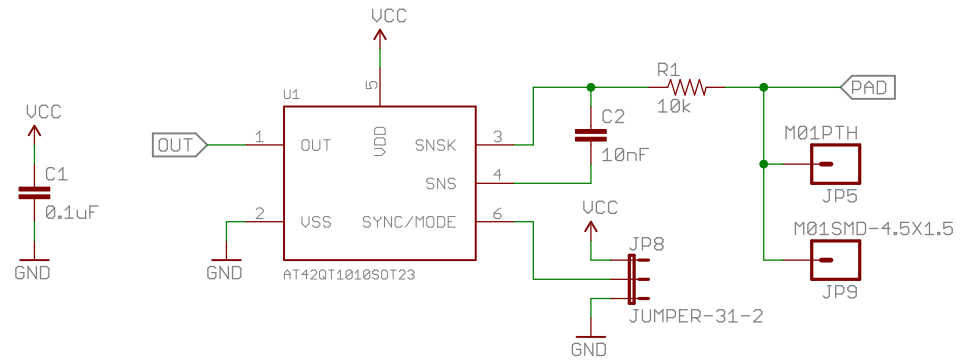 VCC
U1
5
VDD
VCC
C1
0.1uF
GND
OUT
1
OUT
SNSK
3
SNS
4
2
VSS
SYNC/MODE
6
GND
AT42QT1010SOT23
C2
10nF
R1
10k
PAD
M01PTH
JP5
M01SMD-4.5X1.5
JP9
VCC
JP8
JUMPER-31-2
GND